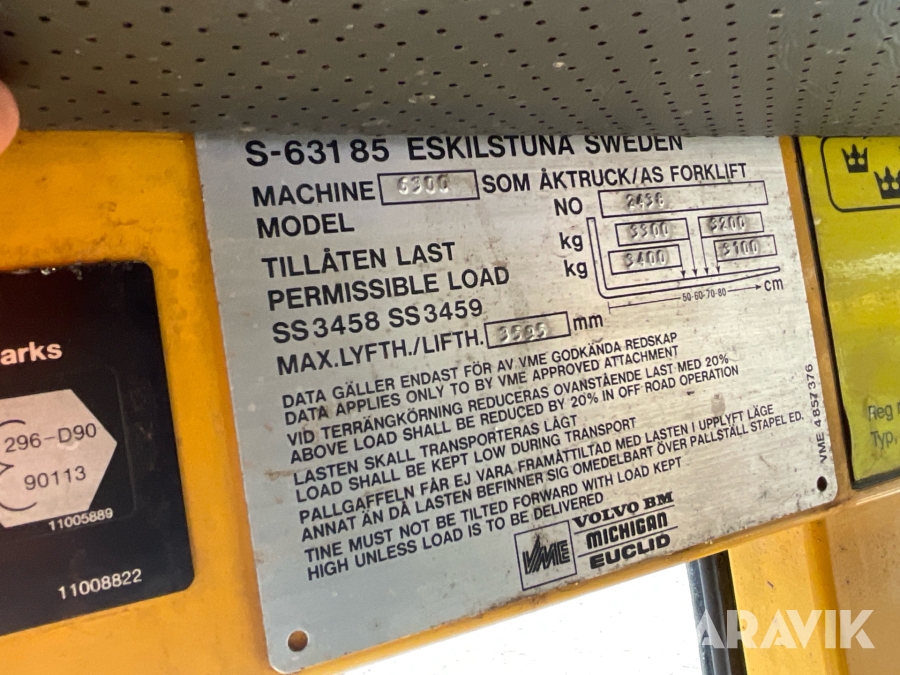 S-631 85 ESKILSTUNA SWEDEN
MACHINE 6300 SOM ÅKTRUCK/AS FORKLIFT
MODEL
NO 2436
TILLÅTEN LAST
PERMISSIBLE LOAD
SS3458 SS3459
kg 3300 3200
kg 3400 3100
50-60-70-80 cm
MAX.LYFTH./LIFTH. 3595 mm
DATA GÄLLER ENDAST FÖR AV VME GODKÄNDA REDSKAP
DATA APPLIES ONLY TO BY VME APPROVED ATTACHMENT
VID TERRÄNGKÖRNING REDUCERAS OVANSTÅENDE LAST MED 20%
ABOVE LOAD SHALL BE REDUCED BY 20% IN OFF ROAD OPERATION
LASTEN SKALL TRANSPORTERAS LÅGT
LOAD SHALL BE KEPT LOW DURING TRANSPORT
PALLGAFFELN FÅR EJ VARA FRAMÅTTILTAD MED LASTEN I UPPLYFT LÄGE
ANNAT ÄN DÅ LASTEN BEFINNER SIG OMEDELBART ÖVER PALLSTÄLL STAPEL ED.
TINE MUST NOT BE TILTED FORWARD WITH LOAD KEPT
HIGH UNLESS LOAD IS TO BE DELIVERED
VME
VOLVO BM
MICHIGAN
EUCLID
VME 4857376
arks
296-D90
90113
11005889
11008822
Reg
Typ.
ARAVIK